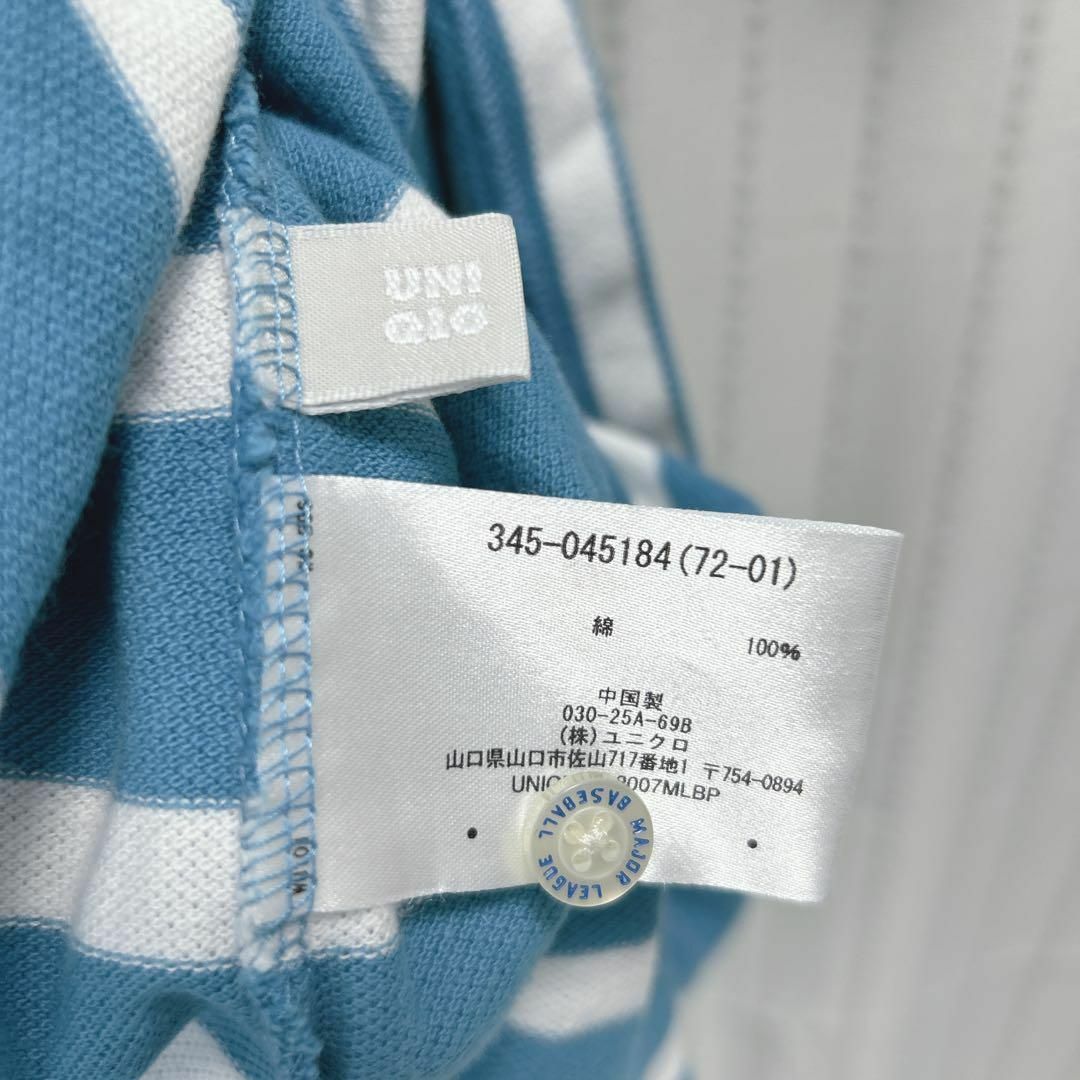 UNI
QLO
345-045184(72-01)
綿 100%
中国製
030-25A-69B
(株)ユニクロ
山口県山口市佐山717番地1 〒754-0894
MAJOR LEAGUE BASEBALL